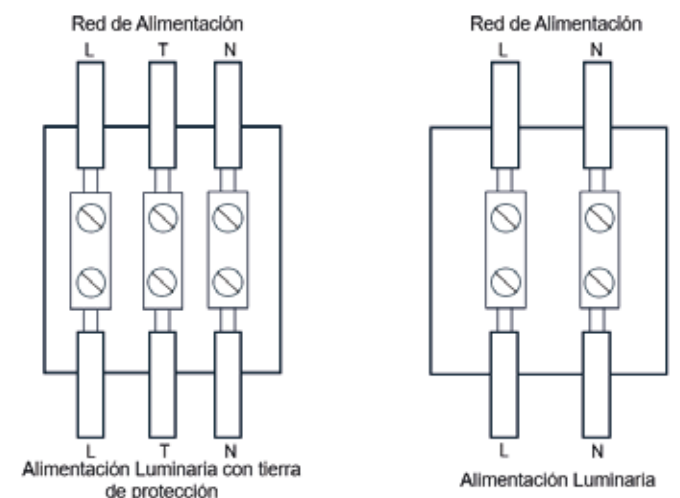 Red de Alimentación
L T N
L T N
Alimentación Luminaria con tierra
de protección
Red de Alimentación
L N
L N
Alimentación Luminaria